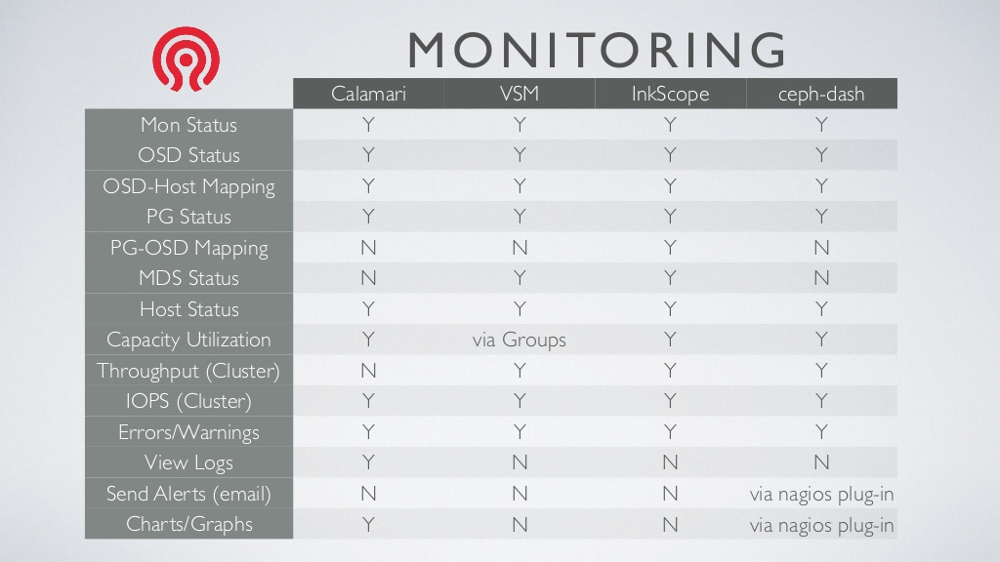 MONITORING
Calamari VSM InkScope ceph-dash
Mon Status Y Y Y Y
OSD Status Y Y Y Y
OSD-Host Mapping Y Y Y Y
PG Status Y Y Y Y
PG-OSD Mapping N N Y N
MDS Status N Y Y N
Host Status Y Y Y Y
Capacity Utilization Y via Groups Y Y
Throughput (Cluster) N Y Y Y
IOPS (Cluster) Y Y Y Y
Errors/Warnings Y Y Y Y
View Logs Y N N N
Send Alerts (email) N N N via nagios plug-in
Charts/Graphs Y N N via nagios plug-in